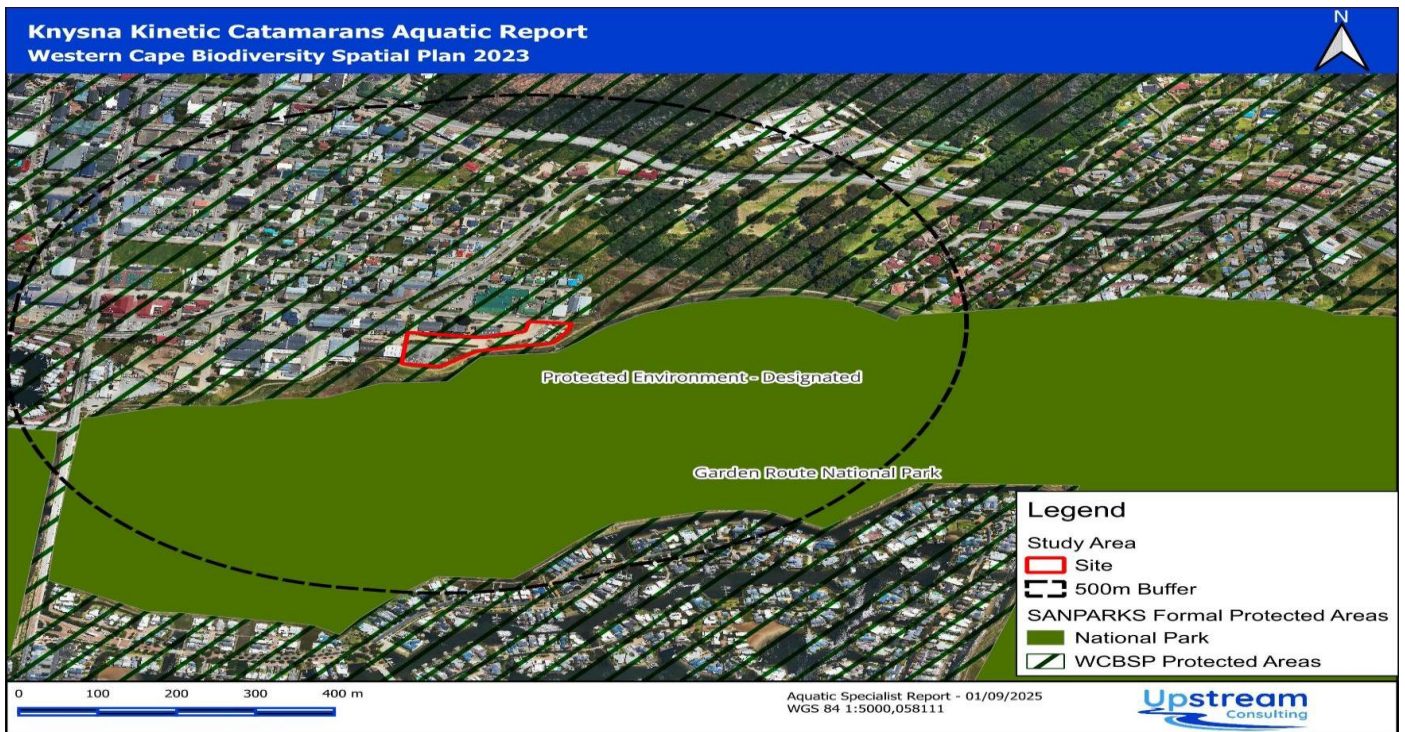 Knysna Kinetic Catamarans Aquatic Report
Western Cape Biodiversity Spatial Plan 2023
N
Protected Environment - Designated
Garden Route National Park
Legend
Study Area
Site
500m Buffer
SANPARKS Formal Protected Areas
National Park
WCBSP Protected Areas
0 100 200 300 400 m
Aquatic Specialist Report - 01/09/2025
WGS 84 1:5000,058111
Upstream
Consulting